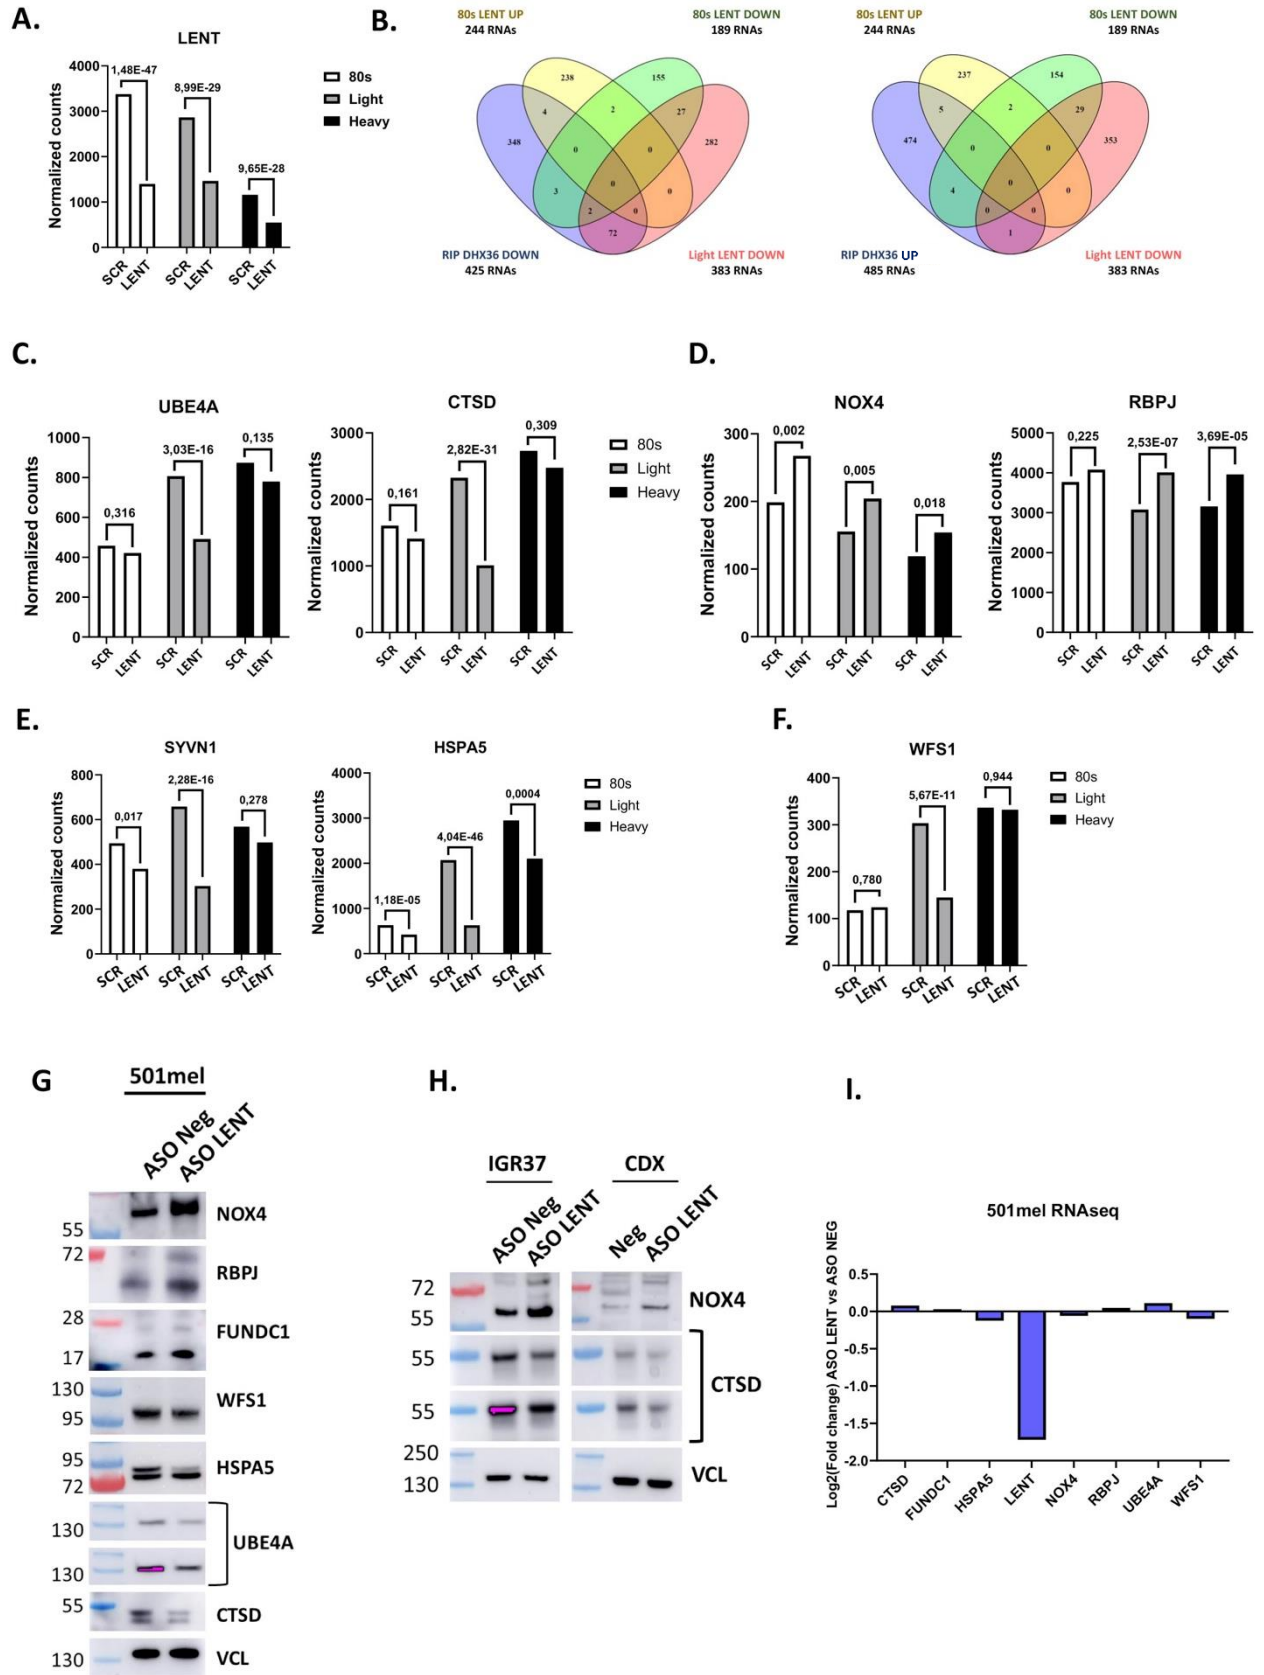 A.
LENT
Normalized counts
4000
3000
2000
1000
0
1,48E-47
8,99E-29
9,65E-28
SCR
LENT
SCR
LENT
SCR
LENT
80s
Light
Heavy
B.
80s LENT UP
244 RNAs
80s LENT DOWN
189 RNAs
238
155
4
2
27
348
282
0
0
0
3
0
2
0
72
RIP DHX36 DOWN
425 RNAs
Light LENT DOWN
383 RNAs
80s LENT UP
244 RNAs
80s LENT DOWN
189 RNAs
237
154
5
2
29
474
353
0
0
0
4
0
0
0
1
RIP DHX36 UP
485 RNAs
Light LENT DOWN
383 RNAs
C.
UBE4A
Normalized counts
1000
800
600
400
200
0
0,316
3,03E-16
0,135
SCR
LENT
SCR
LENT
SCR
LENT
CTSD
Normalized counts
3000
2000
1000
0
0,161
2,82E-31
0,309
SCR
LENT
SCR
LENT
SCR
LENT
80s
Light
Heavy
D.
NOX4
Normalized counts
300
200
100
0
0,002
0,005
0,018
SCR
LENT
SCR
LENT
SCR
LENT
RBPJ
Normalized counts
5000
4000
3000
2000
1000
0
0,225
2,53E-07
3,69E-05
SCR
LENT
SCR
LENT
SCR
LENT
E.
SYVN1
Normalized counts
800
600
400
200
0
0,017
2,28E-16
0,278
SCR
LENT
SCR
LENT
SCR
LENT
HSPA5
Normalized counts
4000
3000
2000
1000
0
1,18E-05
4,04E-46
0,0004
SCR
LENT
SCR
LENT
SCR
LENT
80s
Light
Heavy
F.
WFS1
Normalized counts
400
300
200
100
0
0,780
5,67E-11
0,944
SCR
LENT
SCR
LENT
SCR
LENT
80s
Light
Heavy
G
501mel
ASO Neg
ASO LENT
55
NOX4
72
RBPJ
28
17
FUNDC1
130
95
WFS1
95
72
HSPA5
130
130
UBE4A
55
CTSD
130
VCL
H.
IGR37
CDX
ASO Neg
ASO LENT
Neg
ASO LENT
72
55
NOX4
55
55
CTSD
250
130
VCL
I.
501mel RNAseq
Log2(Fold change) ASO LENT vs ASO NEG
0.5
0.0
-0.5
-1.0
-1.5
-2.0
CTSD
FUNDC1
HSPA5
LENT
NOX4
RBPJ
UBE4A
WFS1